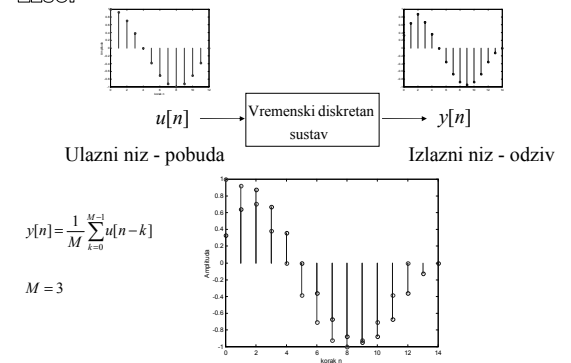 u[n]
Vremenski diskretan
sustav
y[n]
Ulazni niz - pobuda
Izlazni niz - odziv
y[n] = \frac{1}{M} \sum_{k=0}^{M-1} u[n-k]
M = 3
Amplituda
1
0.8
0.6
0.4
0.2
0
-0.2
-0.4
-0.6
-0.8
-1
0 2 4 6 8 10 12 14
korak n